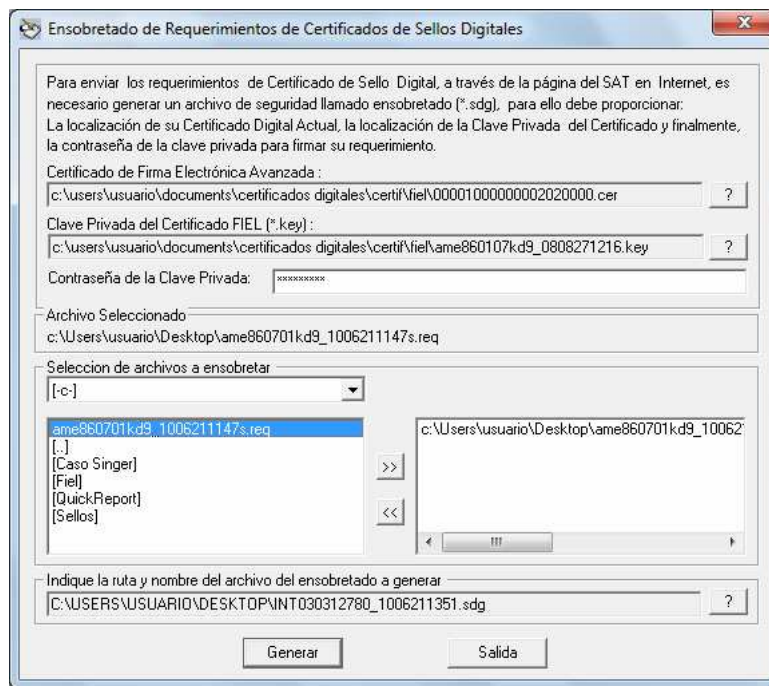 Ensobretado de Requerimientos de Certificados de Sellos Digitales
Para enviar los requerimientos de Certificado de Sello Digital, a través de la página del SAT en Internet, es
necesario generar un archivo de seguridad llamado ensobretado (*.sdg), para ello debe proporcionar:
La localización de su Certificado Digital Actual, la localización de la Clave Privada del Certificado y finalmente,
la contraseña de la clave privada para firmar su requerimiento.
Certificado de Firma Electrónica Avanzada :
c:\users\usuario\documents\certificados digitales\certif\fiel\00001000000002020000.cer
?
Clave Privada del Certificado FIEL (*.key) :
c:\users\usuario\documents\certificados digitales\certif\fiel\ame860107kd9_0808271216.key
?
Contraseña de la Clave Privada: ×××××××××
Archivo Seleccionado
c:\Users\usuario\Desktop\ame860701kd9_1006211147s.req
Seleccion de archivos a ensobretar
[-c-]
ame860701kd9_1006211147s.req
[..]
[Caso Singer]
[Fiel]
[QuickReport]
[Sellos]
>>
<<
c:\Users\usuario\Desktop\ame860701kd9_10062
Indique la ruta y nombre del archivo del ensobretado a generar
C:\USERS\USUARIO\DESKTOP\INT030312780_1006211351.sdg
?
Generar
Salida